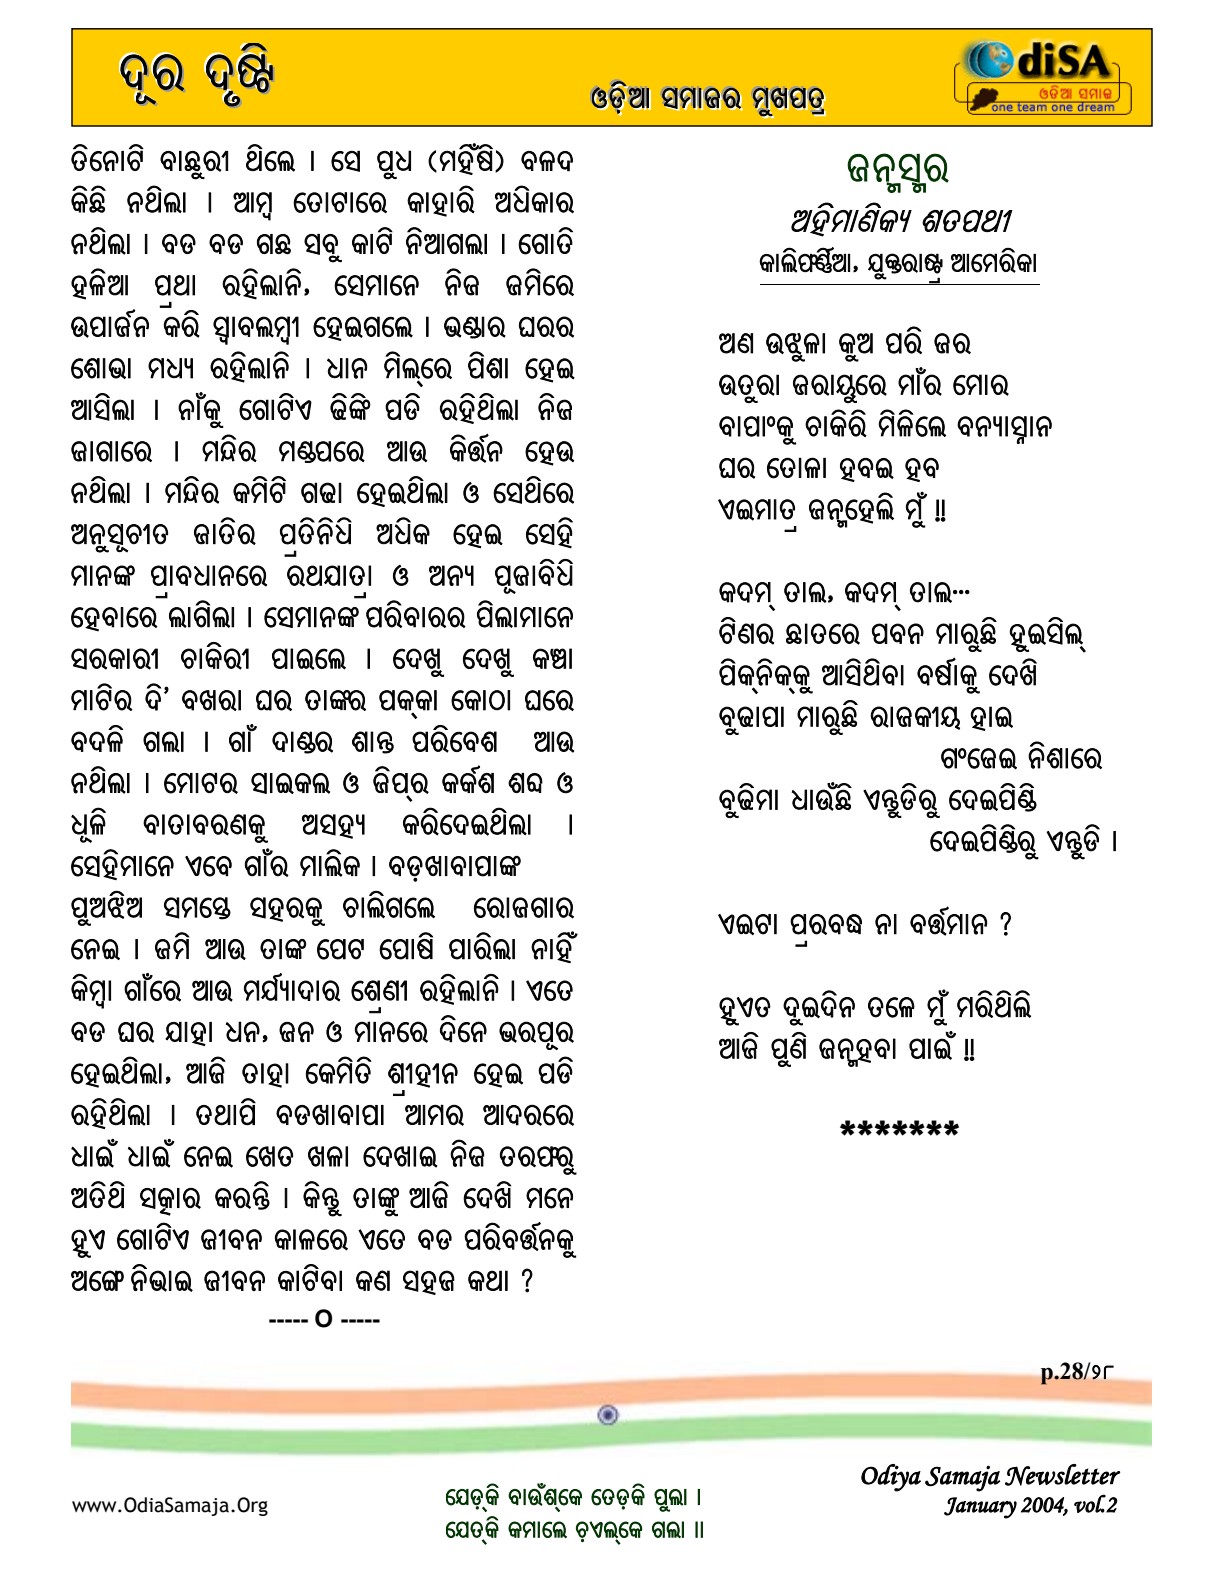 ଦୂର ଦୃଷ୍ଟି
ଓଡ଼ିଆ ସମାଜର ମୁଖପତ୍ର
diSA
ଓଡିଆ ସମାଜ
one team one dream
ତିନୋଟି ବାଛୁରୀ ଥିଲେ । ସେ ପୁଧ (ମହିଁଷି) ବଳଦ
କିଛି ନଥିଲା । ଆମ୍ବ ତୋଟାରେ କାହାରି ଅଧିକାର
ନଥିଲା । ବଡ ବଡ ଗଛ ସବୁ କାଟି ନିଆଗଲା । ଗୋତି
ହଳିଆ ପ୍ରଥା ରହିଲାନି, ସେମାନେ ନିଜ ଜମିରେ
ଉପାର୍ଜନ କରି ସ୍ୱାବଲମ୍ବୀ ହେଇଗଲେ । ଭଣ୍ଡାର ଘରର
ଶୋଭା ମଧ୍ୟ ରହିଲାନି । ଧାନ ମିଲ୍‌ରେ ପିଶା ହେଇ
ଆସିଲା । ନାଁକୁ ଗୋଟିଏ ଢିଙ୍କି ପଡି ରହିଥିଲା ନିଜ
ଜାଗାରେ । ମନ୍ଦିର ମଣ୍ଡପରେ ଆଉ କିର୍ତ୍ତନ ହେଉ
ନଥିଲା । ମନ୍ଦିର କମିଟି ଗଢା ହେଇଥିଲା ଓ ସେଥିରେ
ଅନୁସୂଚୀତ ଜାତିର ପ୍ରତିନିଧି ଅଧିକ ହେଇ ସେହି
ମାନଙ୍କ ପ୍ରାବଧାନରେ ରଥଯାତ୍ରା ଓ ଅନ୍ୟ ପୂଜାବିଧି
ହେବାରେ ଲାଗିଲା । ସେମାନଙ୍କ ପରିବାରର ପିଲାମାନେ
ସରକାରୀ ଚାକିରୀ ପାଇଲେ । ଦେଖୁ ଦେଖୁ କଞ୍ଚା
ମାଟିର ଦି’ ବଖରା ଘର ତାଙ୍କର ପକ୍‌କା କୋଠା ଘରେ
ବଦଳି ଗଲା । ଗାଁ ଦାଣ୍ଡର ଶାନ୍ତ ପରିବେଶ ଆଉ
ନଥିଲା । ମୋଟର ସାଇକଲ ଓ ଜିପ୍‌ର କର୍କଶ ଶବ୍ଦ ଓ
ଧୂଳି ବାତାବରଣକୁ ଅସହ୍ୟ କରିଦେଇଥିଲା ।
ସେହିମାନେ ଏବେ ଗାଁର ମାଲିକ । ବଡ଼ଖାବାପାଙ୍କ
ପୁଅଝିଅ ସମସ୍ତେ ସହରକୁ ଚାଲିଗଲେ ରୋଜଗାର
ନେଇ । ଜମି ଆଉ ତାଙ୍କ ପେଟ ପୋଷି ପାରିଲା ନାହିଁ
କିମ୍ବା ଗାଁରେ ଆଉ ମର୍ଯ୍ୟାଦାର ଶ୍ରେଣୀ ରହିଲାନି । ଏତେ
ବଡ ଘର ଯାହା ଧନ, ଜନ ଓ ମାନରେ ଦିନେ ଭରପୂର
ହେଇଥିଲା, ଆଜି ତାହା କେମିତି ଶ୍ରୀହୀନ ହେଇ ପଡି
ରହିଥିଲା । ତଥାପି ବଡଖାବାପା ଆମର ଆଦରରେ
ଧାଇଁ ଧାଇଁ ନେଇ ଖେତ ଖଳା ଦେଖାଇ ନିଜ ତରଫରୁ
ଅତିଥି ସତ୍କାର କରନ୍ତି । କିନ୍ତୁ ତାଙ୍କୁ ଆଜି ଦେଖି ମନେ
ହୁଏ ଗୋଟିଏ ଜୀବନ କାଳରେ ଏତେ ବଡ ପରିବର୍ତ୍ତନକୁ
ଅଙ୍ଗେ ନିଭାଇ ଜୀବନ କାଟିବା କଣ ସହଜ କଥା ?
----- O -----
ଜନ୍ମସ୍ମର
ଅହିମାଣିକ୍ୟ ଶତପଥୀ
କାଲିଫର୍ଣ୍ଣିଆ, ଯୁକ୍ତରାଷ୍ଟ୍ର ଆମେରିକା
ଅଣ ଉଝୁଳା କୁଅ ପରି ଜର
ଉତୁରା ଜରାୟୁରେ ମାଁର ମୋର
ବାପାଂକୁ ଚାକିରି ମିଳିଲେ ବନ୍ୟାସ୍ନାନ
ଘର ତୋଳା ହବଇ ହବ
ଏଇମାତ୍ର ଜନ୍ମହେଲି ମୁଁ !!
କଦମ୍ ତାଲ, କଦମ୍ ତାଲ...
ଟିଣର ଛାତରେ ପବନ ମାରୁଛି ହୁଇସିଲ୍
ପିକ୍‌ନିକ୍‌କୁ ଆସିଥିବା ବର୍ଷାକୁ ଦେଖି
ବୁଢାପା ମାରୁଛି ରାଜକୀୟ ହାଇ
ଗଂଜେଇ ନିଶାରେ
ବୁଢିମା ଧାଉଁଛି ଏନ୍ତୁଡିରୁ ଦେଇପିଣ୍ଡି
ଦେଇପିଣ୍ଡିରୁ ଏନ୍ତୁଡି ।
ଏଇଟା ପ୍ରରବଦ୍ଧ ନା ବର୍ତ୍ତମାନ ?
ହୁଏତ ଦୁଇଦିନ ତଳେ ମୁଁ ମରିଥିଲି
ଆଜି ପୁଣି ଜନ୍ମହବା ପାଇଁ !!
*******
p.28/୨୮
Odiya Samaja Newsletter
January 2004, vol.2
www.OdiaSamaja.Org
ଯେଡ଼୍‌କି ବାଉଁଶ୍‌କେ ତେଡ଼୍‌କି ପୁଲା ।
ଯେତ୍‌କି କମାଲେ ଚ଼ଏଲ୍‌କେ ଗଲା ॥